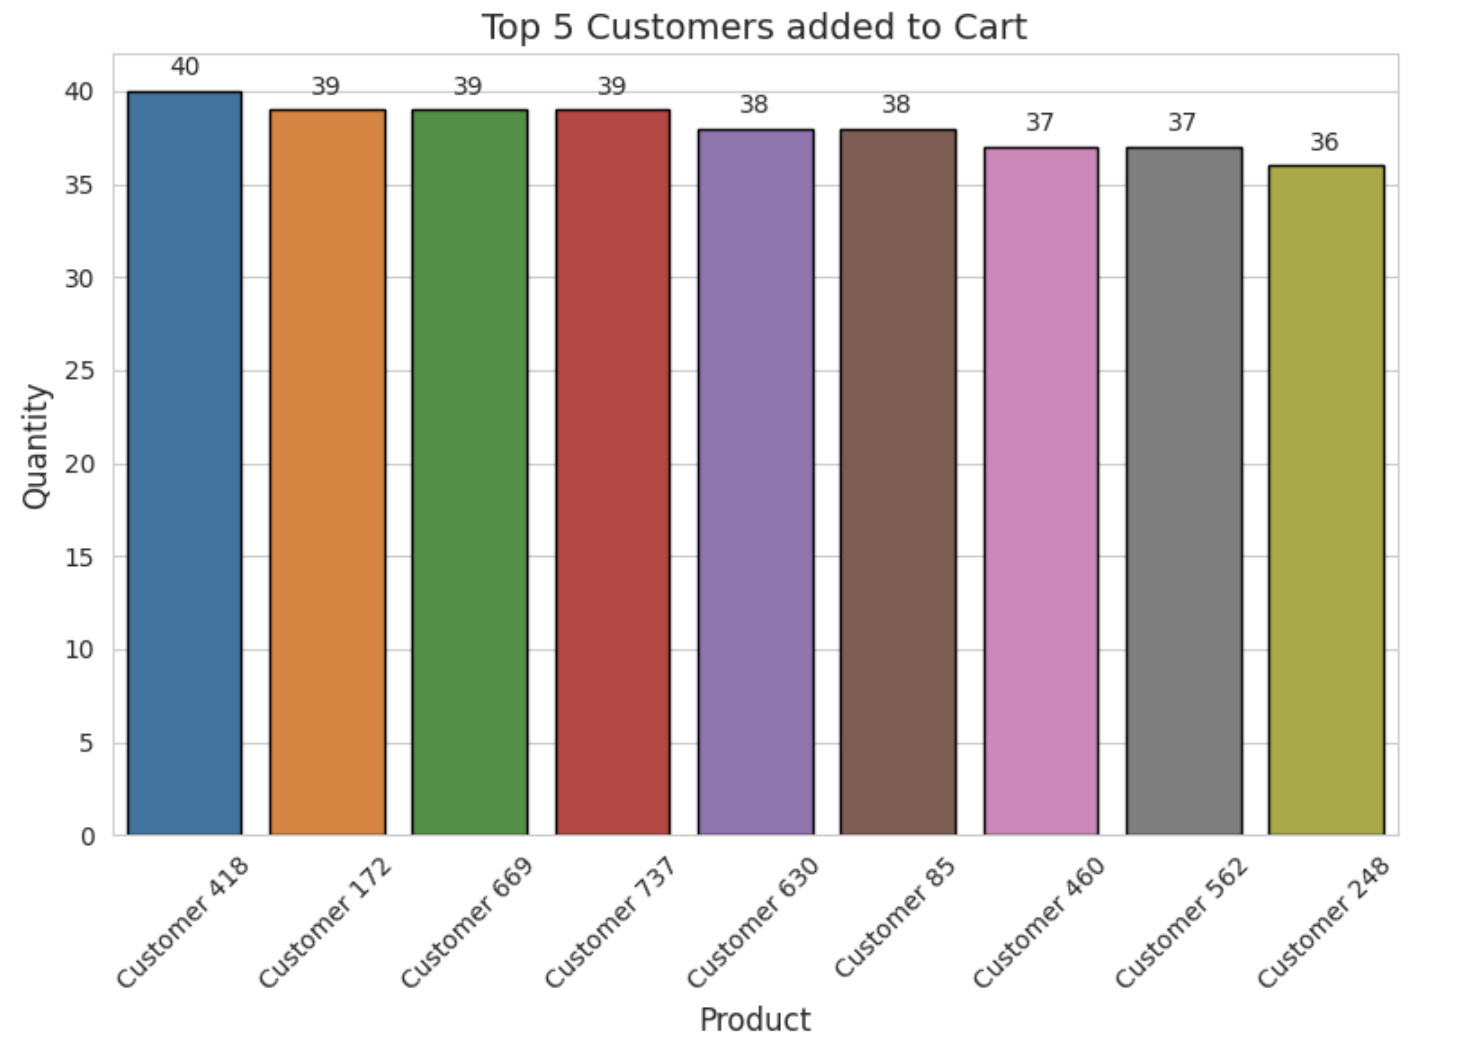 Top 5 Customers added to Cart
40
39
39
39
38
38
37
37
36
40
35
30
25
20
15
10
5
0
Quantity
Customer 418
Customer 172
Customer 669
Customer 737
Customer 630
Customer 85
Customer 460
Customer 562
Customer 248
Product